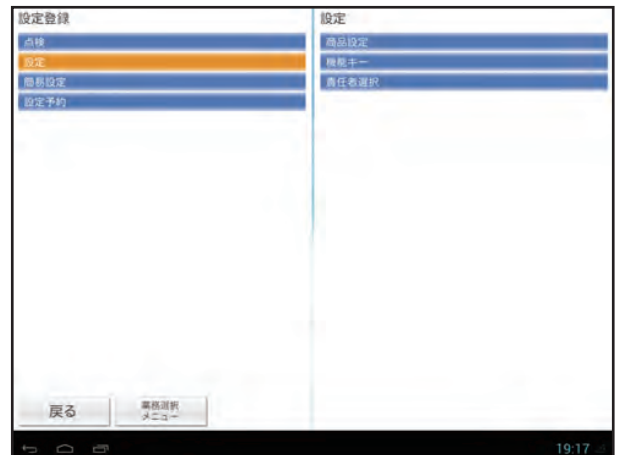 設定登録
点検
設定
簡易設定
設定予約
設定
商品設定
機能キー
責任者選択
戻る
業務選択
メニュー
19:17